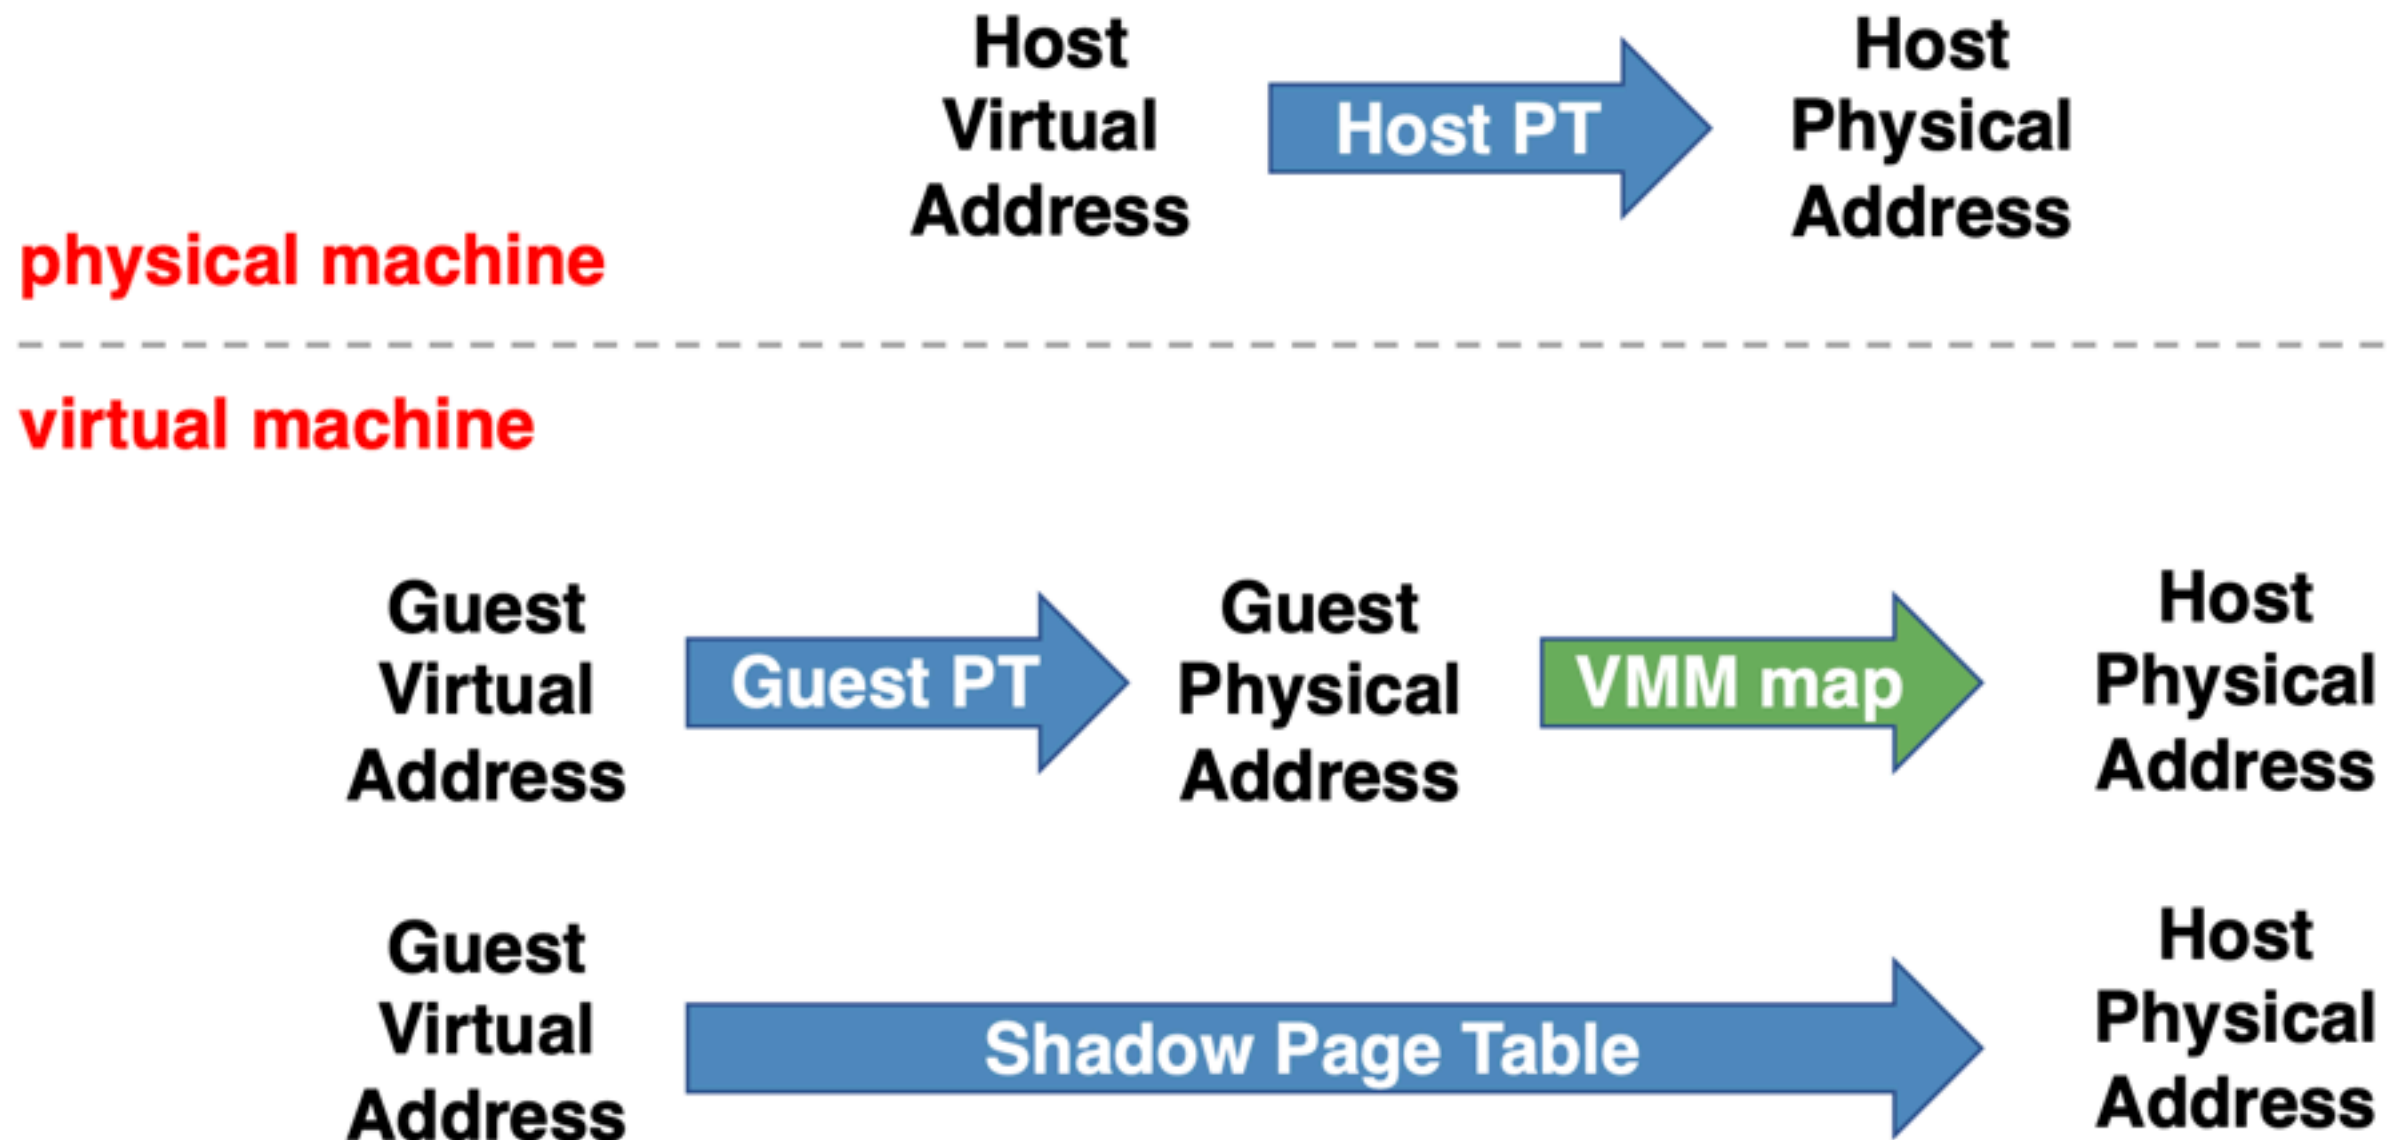 Host
Virtual
Address
Host PT
Host
Physical
Address
physical machine
virtual machine
Guest
Virtual
Address
Guest PT
Guest
Physical
Address
VMM map
Host
Physical
Address
Guest
Virtual
Address
Shadow Page Table
Host
Physical
Address